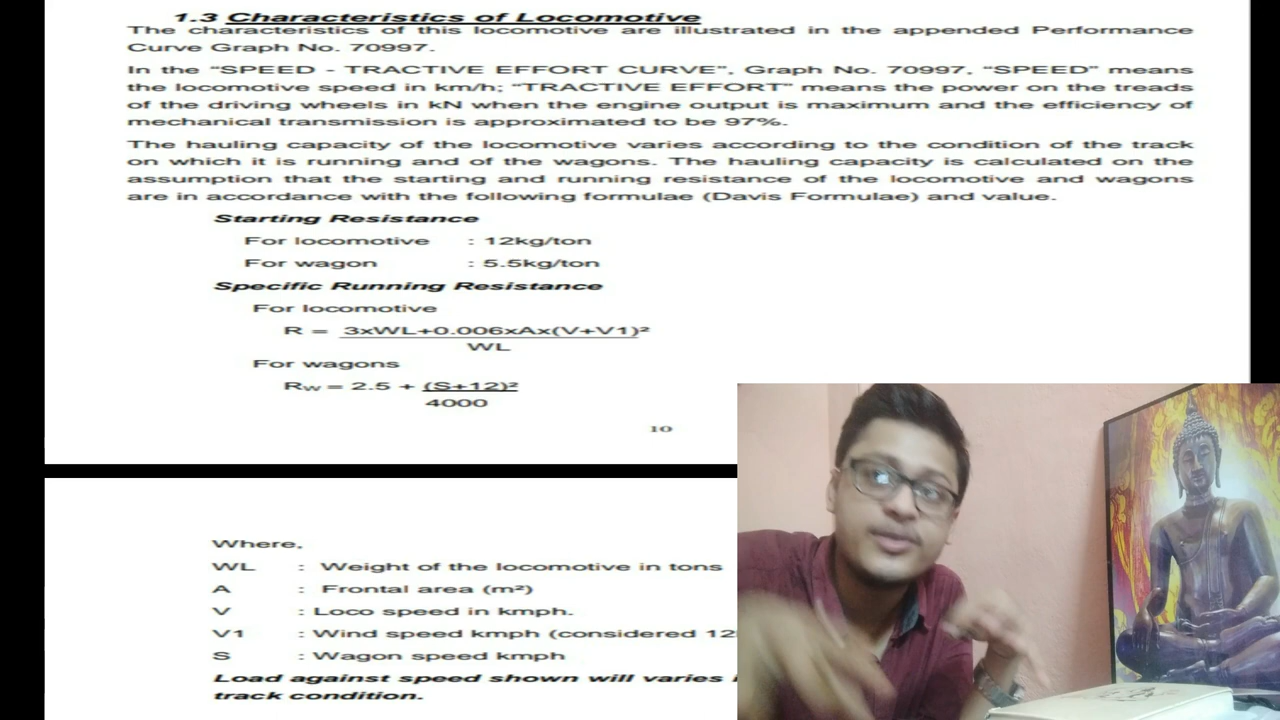 1.3 Characteristics of Locomotive
The characteristics of this locomotive are illustrated in the appended Performance
Curve Graph No. 70997.
In the "SPEED - TRACTIVE EFFORT CURVE", Graph No. 70997, "SPEED" means
the locomotive speed in km/h; "TRACTIVE EFFORT" means the power on the treads
of the driving wheels in kN when the engine output is maximum and the efficiency of
mechanical transmission is approximated to be 97%.
The hauling capacity of the locomotive varies according to the condition of the track
on which it is running and of the wagons. The hauling capacity is calculated on the
assumption that the starting and running resistance of the locomotive and wagons
are in accordance with the following formulae (Davis Formulae) and value.
Starting Resistance
For locomotive : 12kg/ton
For wagon : 5.5kg/ton
Specific Running Resistance
For locomotive
R = 3xWL+0.006xAx(V+V1)²
WL
For wagons
Rw = 2.5 + (S+12)²
4000
10
Where,
WL : Weight of the locomotive in tons
A : Frontal area (m²)
V : Loco speed in kmph.
V1 : Wind speed kmph (considered 12
S : Wagon speed kmph
Load against speed shown will varies
track condition.